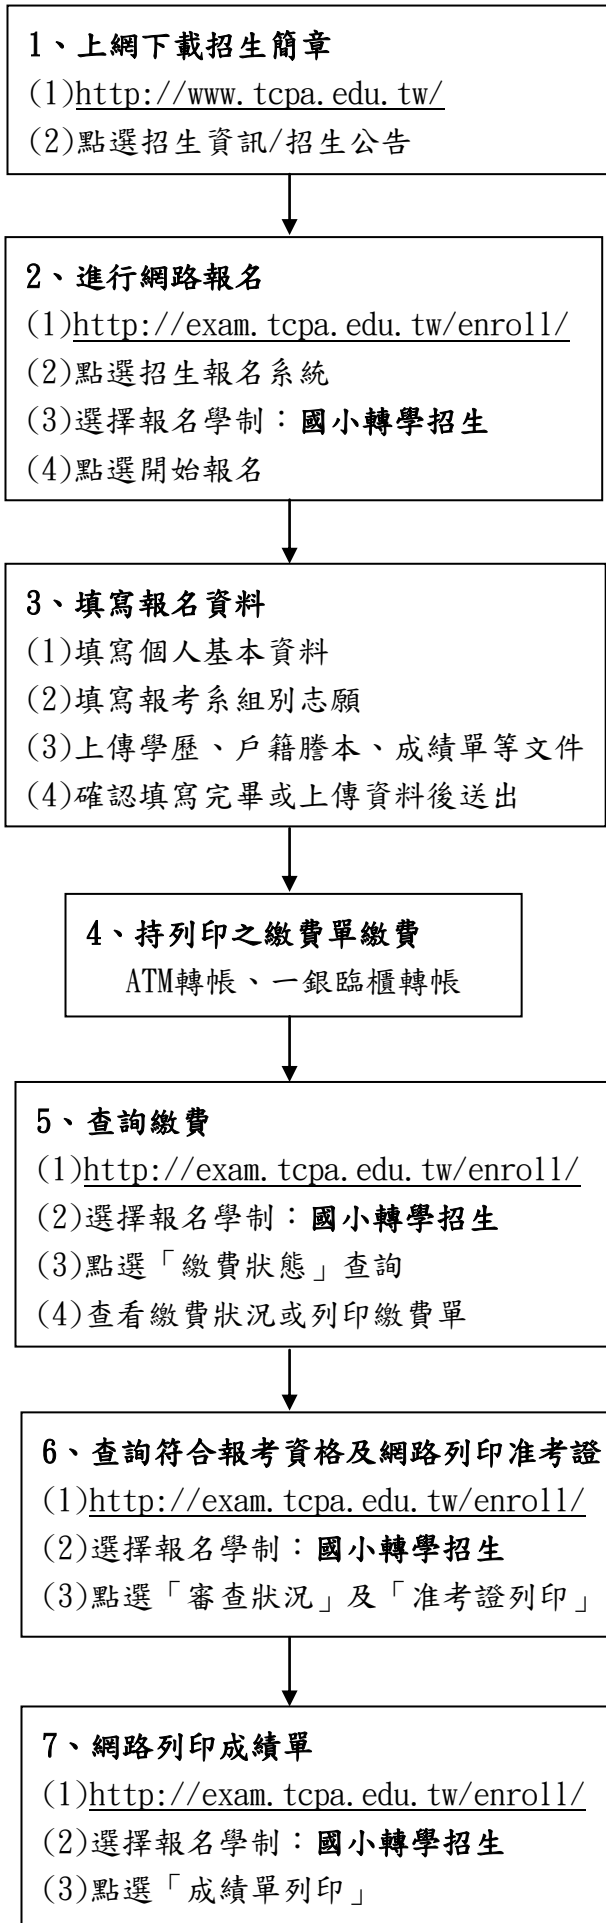 1、上網下載招生簡章
(1)http://www.tcpa.edu.tw/
(2)點選招生資訊/招生公告
2、進行網路報名
(1)http://exam.tcpa.edu.tw/enroll/
(2)點選招生報名系統
(3)選擇報名學制：國小轉學招生
(4)點選開始報名
3、填寫報名資料
(1)填寫個人基本資料
(2)填寫報考系組別志願
(3)上傳學歷、戶籍謄本、成績單等文件
(4)確認填寫完畢或上傳資料後送出
4、持列印之繳費單繳費
ATM轉帳、一銀臨櫃轉帳
5、查詢繳費
(1)http://exam.tcpa.edu.tw/enroll/
(2)選擇報名學制：國小轉學招生
(3)點選「繳費狀態」查詢
(4)查看繳費狀況或列印繳費單
6、查詢符合報考資格及網路列印准考證
(1)http://exam.tcpa.edu.tw/enroll/
(2)選擇報名學制：國小轉學招生
(3)點選「審查狀況」及「准考證列印」
7、網路列印成績單
(1)http://exam.tcpa.edu.tw/enroll/
(2)選擇報名學制：國小轉學招生
(3)點選「成績單列印」